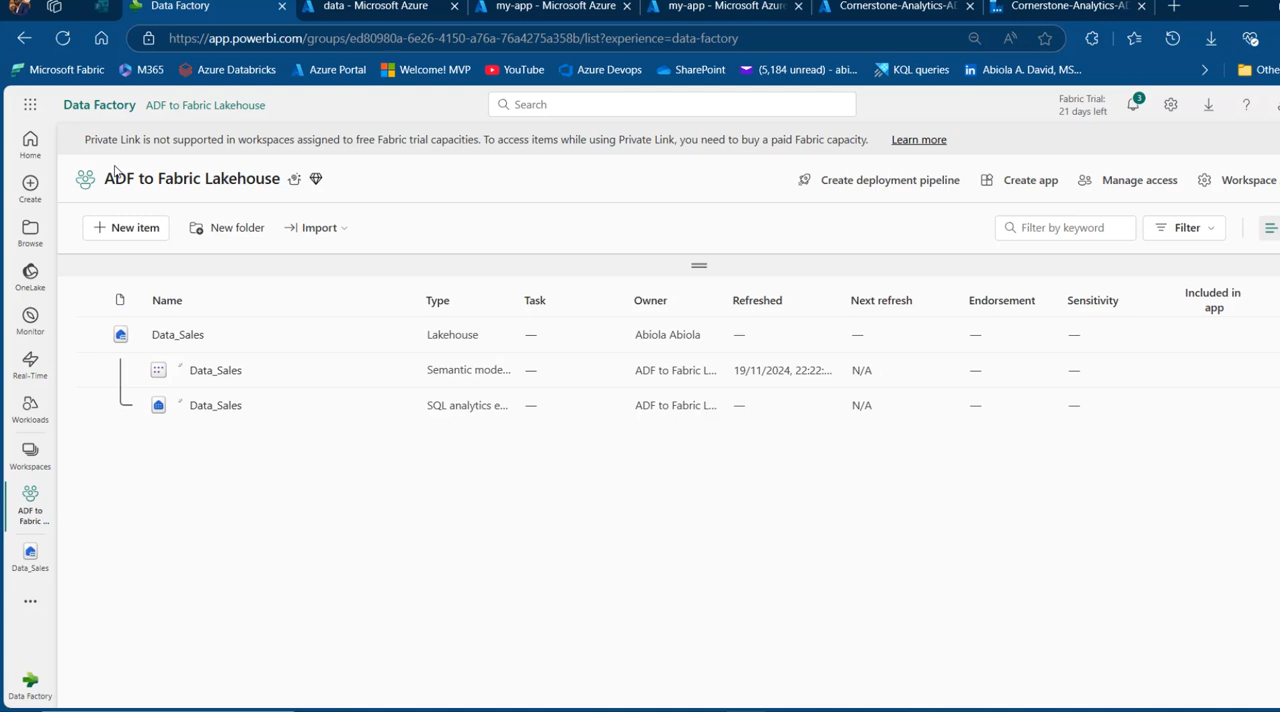 Data Factory
data - Microsoft Azure
my-app - Microsoft Azure
my-app - Microsoft Azure
Cornerstone-Analytics-AD
Cornerstone-Analytics-A
https://app.powerbi.com/groups/ed80980a-6e26-4150-a76a-76a4275a358b/list?experience=data-factory
Microsoft Fabric
M365
Azure Databricks
Azure Portal
Welcome! MVP
YouTube
Azure Devops
SharePoint
(5,184 unread) - abi...
KQL queries
Abiola A. David, MS...
Othe
Data Factory
ADF to Fabric Lakehouse
Search
Fabric Trial:
21 days left
3
Private Link is not supported in workspaces assigned to free Fabric trial capacities. To access items while using Private Link, you need to buy a paid Fabric capacity.
Learn more
ADF to Fabric Lakehouse
Create deployment pipeline
Create app
Manage access
Workspace
New item
New folder
Import
Filter by keyword
Filter
Name
Type
Task
Owner
Refreshed
Next refresh
Endorsement
Sensitivity
Included in
app
Data_Sales
Lakehouse
—
Abiola Abiola
—
—
—
—
Data_Sales
Semantic mode...
—
ADF to Fabric L...
19/11/2024, 22:22:...
N/A
—
—
Data_Sales
SQL analytics e...
—
ADF to Fabric L...
—
N/A
—
—
Home
Create
Browse
OneLake
Monitor
Real-Time
Workloads
Workspaces
ADF to
Fabric ...
Data_Sales
Data Factory